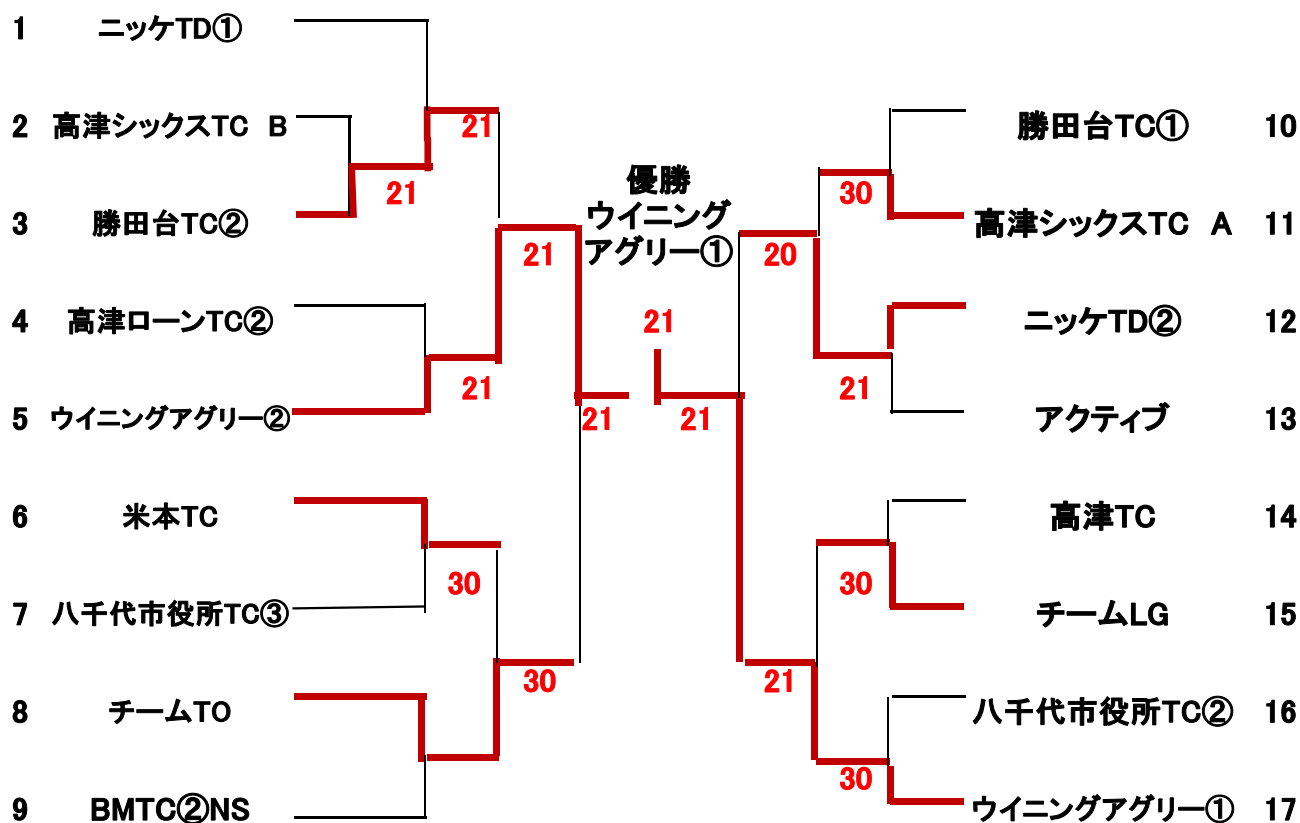 1 ニッケTD①
2 高津シックスTC B
21
3 勝田台TC②
21
4 高津ローンTC②
21
5 ウイニングアグリー②
21
6 米本TC
7 八千代市役所TC③
30
8 チームTO
30
9 BMTC②NS
21
優勝
ウイニング
アグリー①
21
21
勝田台TC① 10
30
高津シックスTC A 11
20
ニッケTD② 12
21
アクティブ 13
高津TC 14
30
チームLG 15
21
八千代市役所TC② 16
30
ウイニングアグリー① 17